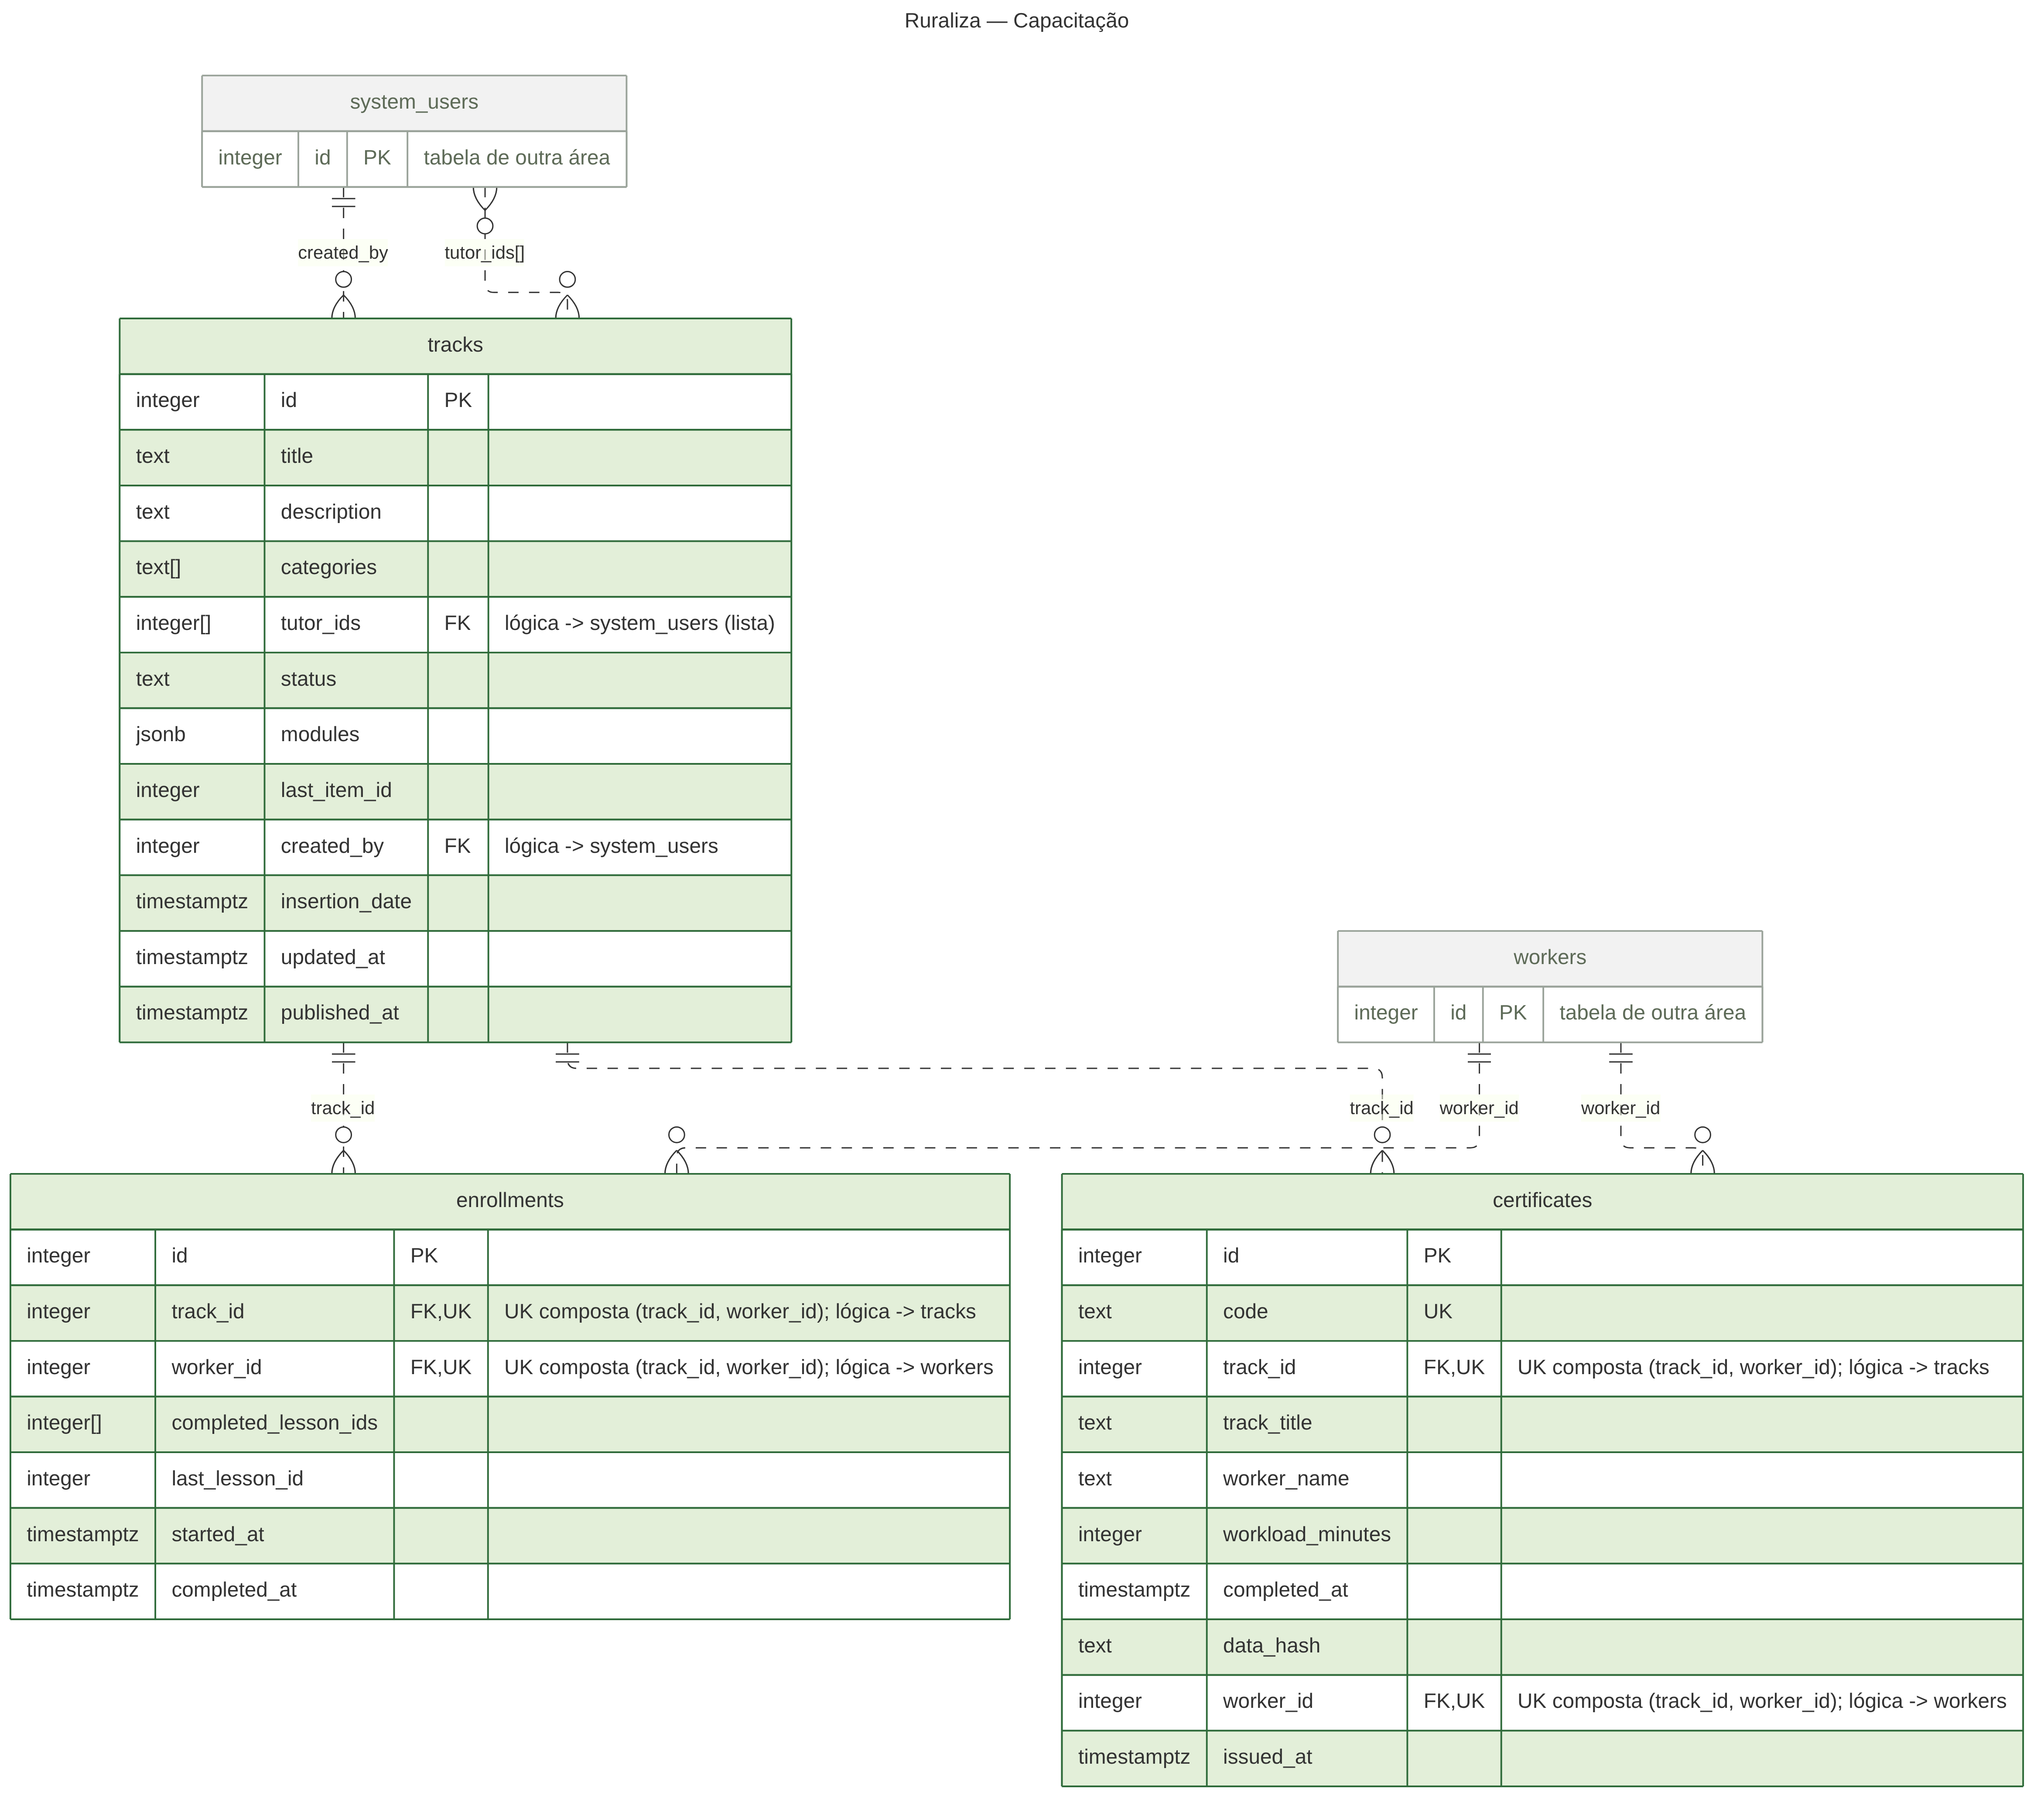 Ruraliza — Capacitação
system_users
integer id PK tabela de outra área
created_by tutor_ids[]
tracks
integer id PK
text title
text description
text[] categories
integer[] tutor_ids FK lógica -> system_users (lista)
text status
jsonb modules
integer last_item_id
integer created_by FK lógica -> system_users
timestamptz insertion_date
timestamptz updated_at
timestamptz published_at
workers
integer id PK tabela de outra área
track_id track_id worker_id worker_id
enrollments
integer id PK
integer track_id FK,UK UK composta (track_id, worker_id); lógica -> tracks
integer worker_id FK,UK UK composta (track_id, worker_id); lógica -> workers
integer[] completed_lesson_ids
integer last_lesson_id
timestamptz started_at
timestamptz completed_at
certificates
integer id PK
text code UK
integer track_id FK,UK UK composta (track_id, worker_id); lógica -> tracks
text track_title
text worker_name
integer workload_minutes
timestamptz completed_at
text data_hash
integer worker_id FK,UK UK composta (track_id, worker_id); lógica -> workers
timestamptz issued_at